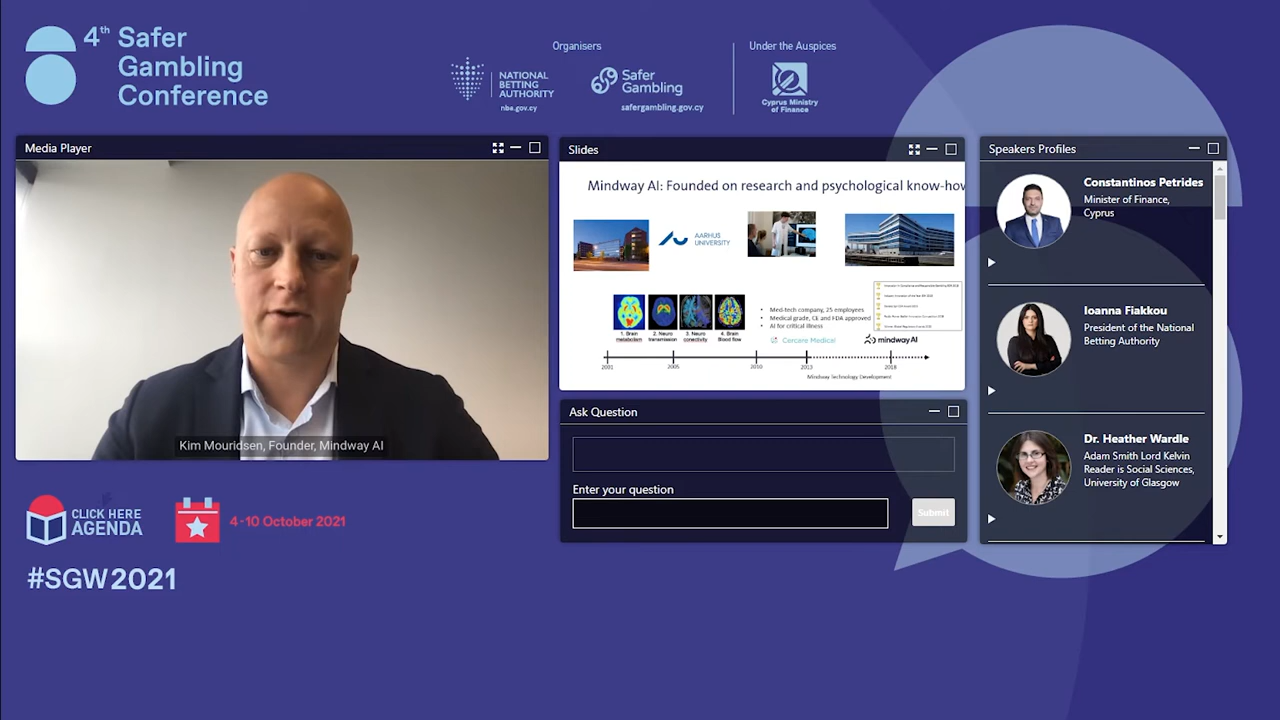 4th Safer
Gambling
Conference
Organisers
NATIONAL
BETTING
AUTHORITY
nba.gov.cy
Safer
Gambling
safergambling.gov.cy
Under the Auspices
Cyprus Ministry
of Finance
Media Player
Kim Mouridsen, Founder, Mindway AI
Slides
Mindway AI: Founded on research and psychological know-how
AARHUS
UNIVERSITY
1. Brain
metabolism
2. Neuro
transmission
3. Neuro
conectivity
4. Brain
Blood flow
• Med-tech company, 25 employers
• Medical grade, CE and FDA approved
• AI for critical illness
Cercare Medical
mindway AI
2001
2005
2010
2013
2018
Mindway Technology Development
Ask Question
Enter your question
Submit
Speakers Profiles
Constantinos Petrides
Minister of Finance,
Cyprus
Ioanna Fiakkou
President of the National
Betting Authority
Dr. Heather Wardle
Adam Smith Lord Kelvin
Reader is Social Sciences,
University of Glasgow
CLICK HERE
AGENDA
4-10 October 2021
#SGW2021